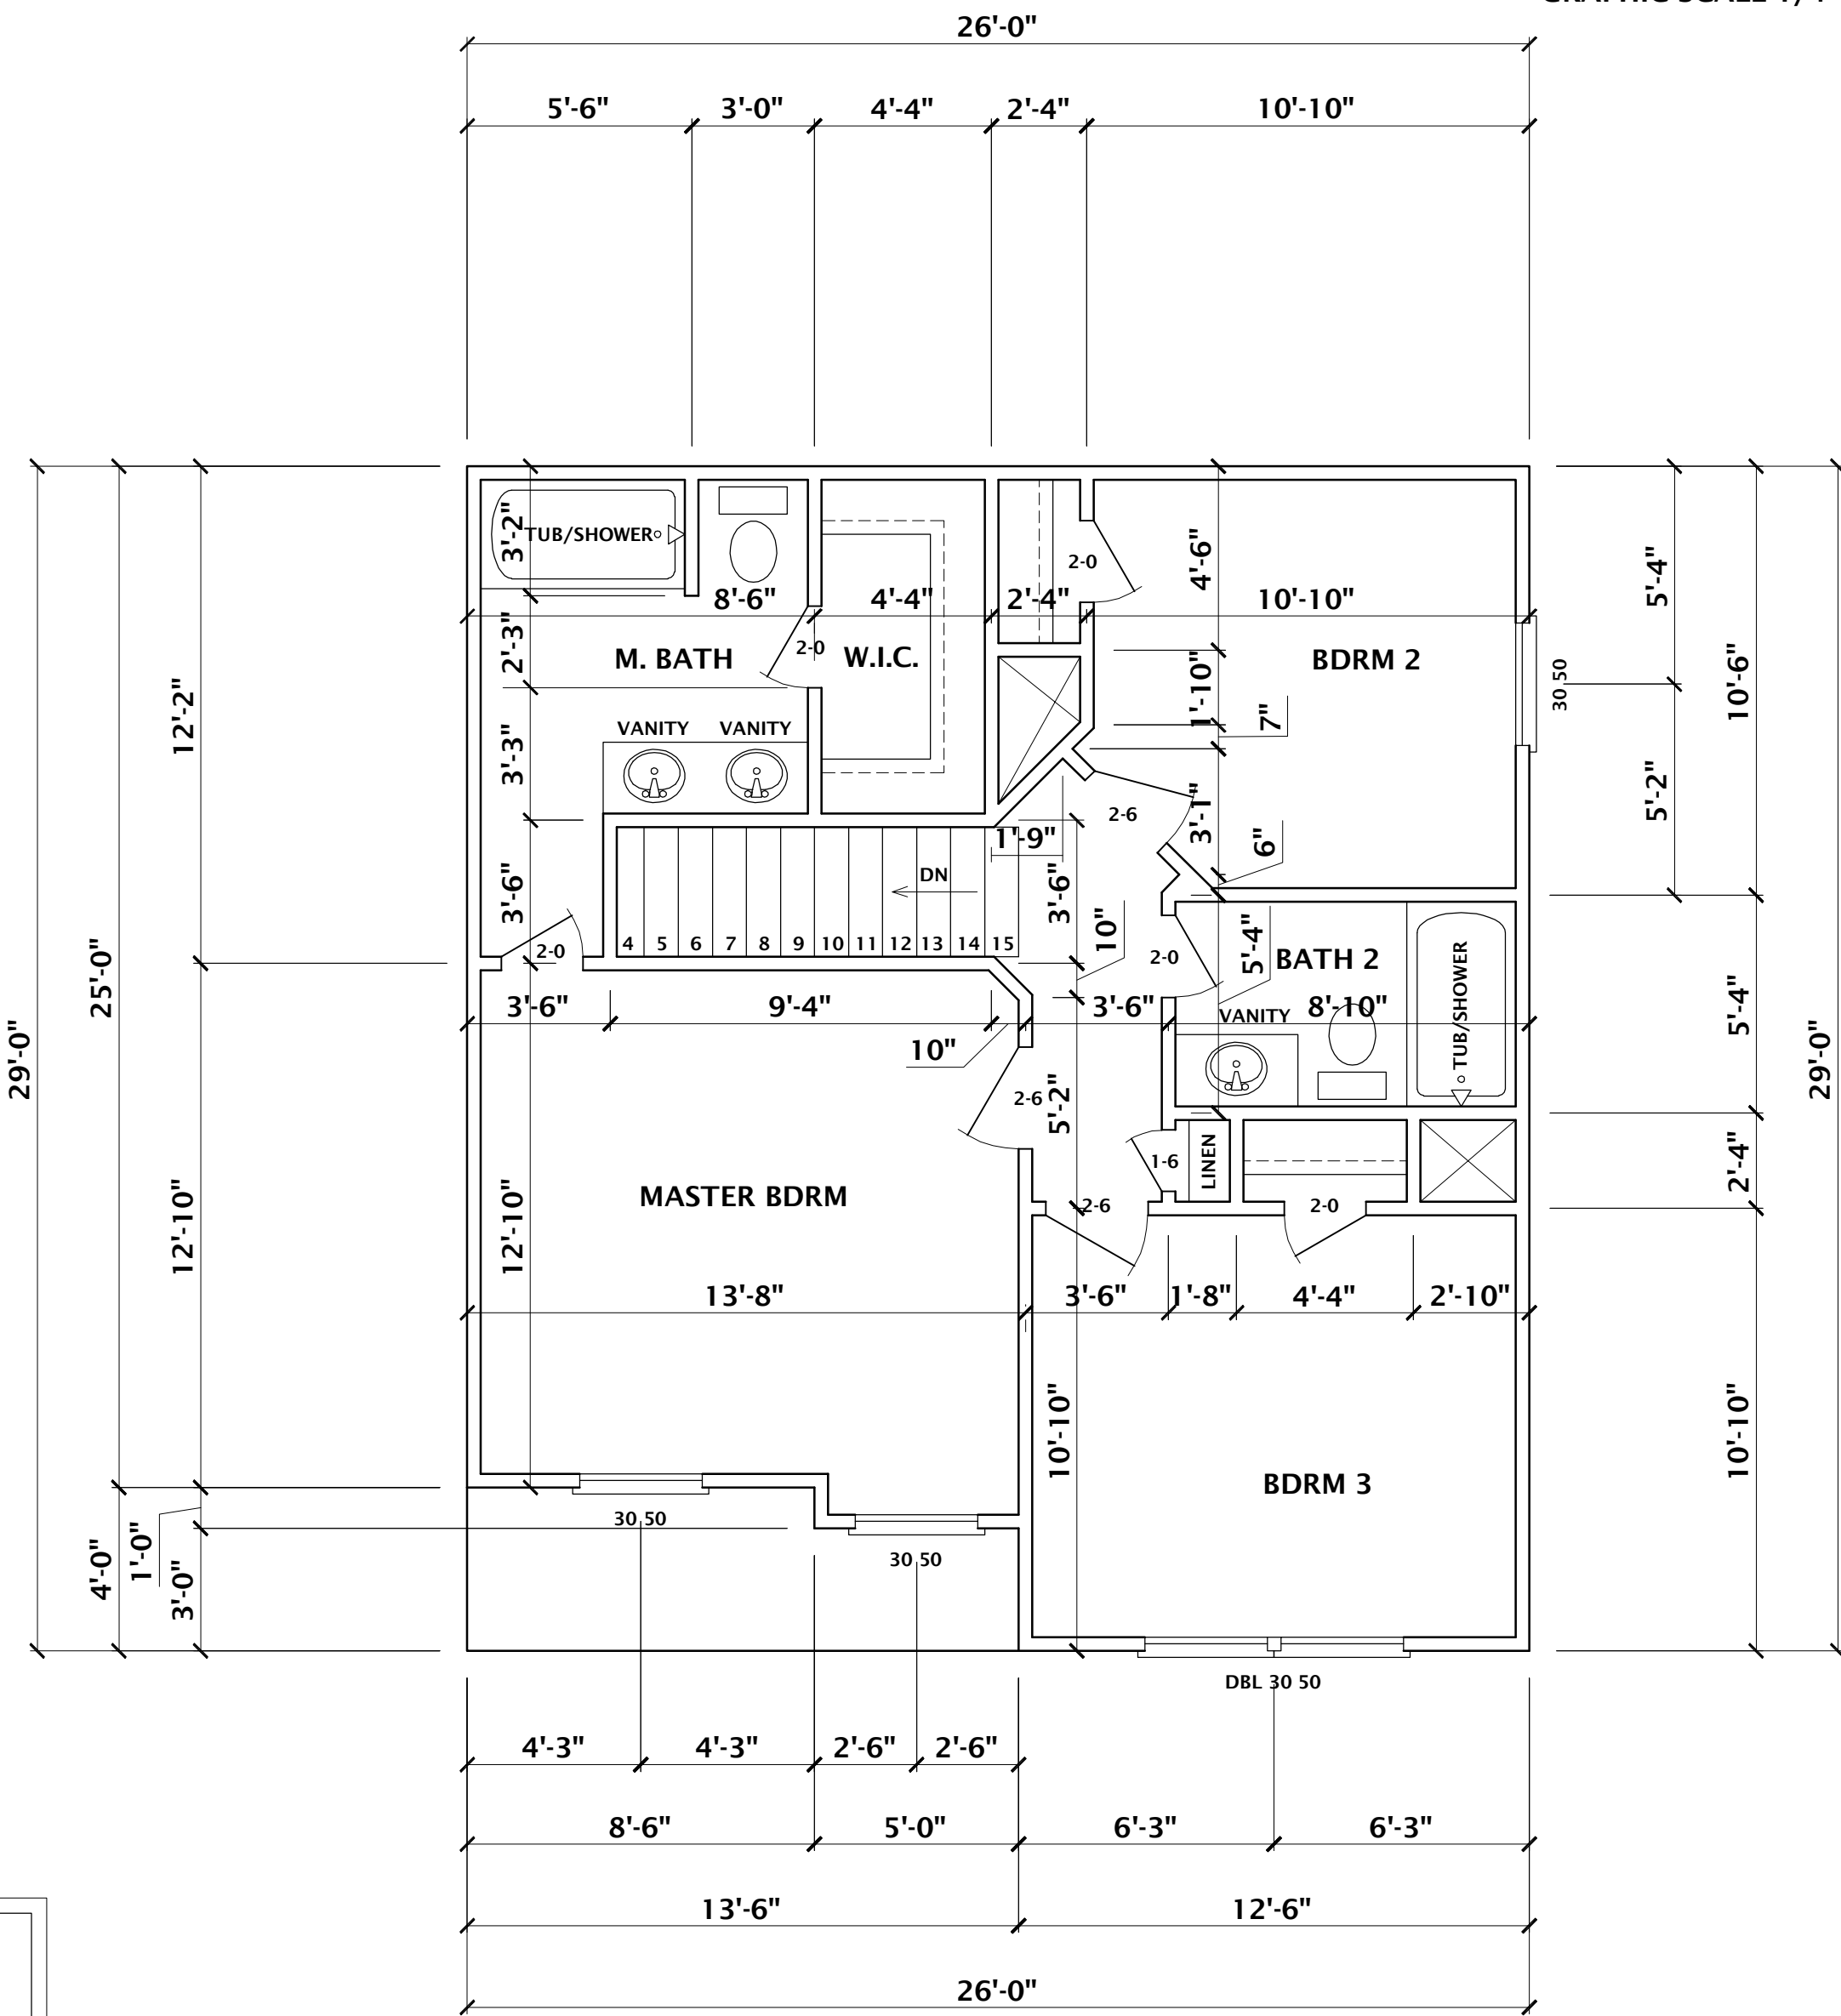 26'-0"
5'-6" 3'-0" 4'-4" 2'-4" 10'-10"
3'-2" TUB/SHOWER 2-0 4'-6" 5'-4"
8'-6" 4'-4" 2'-4" 10'-10"
2'-3" M. BATH 2-0 W.I.C. BDRM 2
12'-2" 1'-10" 7" 30 50 10'-6"
VANITY VANITY
3'-3" 2-6 3'-1" 5'-2"
1'-9" 6"
3'-6" DN 3'-6" 10"
4 5 6 7 8 9 10 11 12 13 14 15
2-0 2-0 5'-4" BATH 2 TUB/SHOWER
25'-0" 5'-4"
3'-6" 9'-4" 3'-6" 8'-10"
VANITY
29'-0" 10" 29'-0"
2-6 5'-2"
1-6 LINEN 2'-4"
MASTER BDRM
2-6 2-0
12'-10" 12'-10"
13'-8" 3'-6" 1'-8" 4'-4" 2'-10"
10'-10" 10'-10"
BDRM 3
30 50
1'-0" 30 50
4'-0" 3'-0"
DBL 30 50
4'-3" 4'-3" 2'-6" 2'-6"
8'-6" 5'-0" 6'-3" 6'-3"
13'-6" 12'-6"
26'-0"